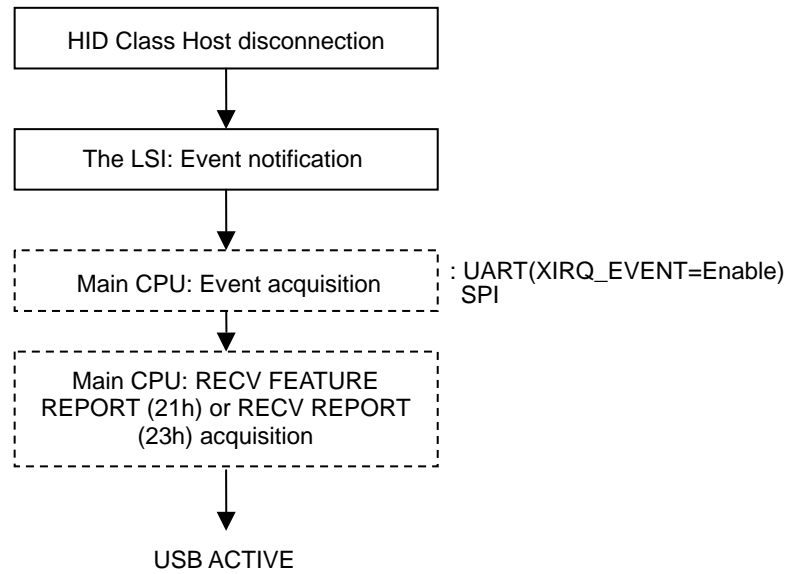 HID Class Host disconnection
The LSI: Event notification
Main CPU: Event acquisition
: UART(XIRQ_EVENT=Enable)
SPI
Main CPU: RECV FEATURE
REPORT (21h) or RECV REPORT
(23h) acquisition
USB ACTIVE